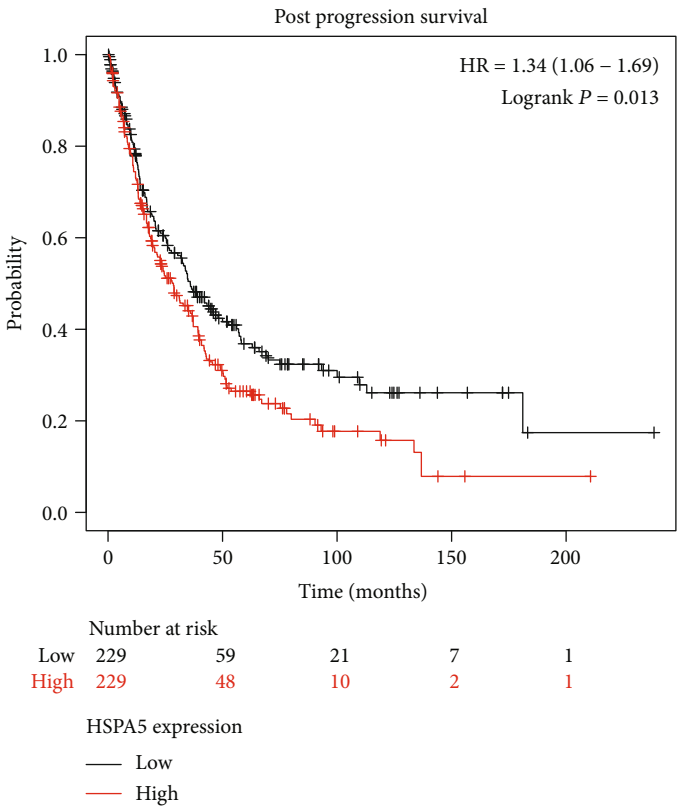 Post progression survival
HR = 1.34 (1.06 − 1.69)
Logrank P = 0.013
1.0
0.8
0.6
0.4
0.2
0.0
Probability
0 50 100 150 200
Time (months)
Number at risk
Low 229 59 21 7 1
High 229 48 10 2 1
HSPA5 expression
Low
High